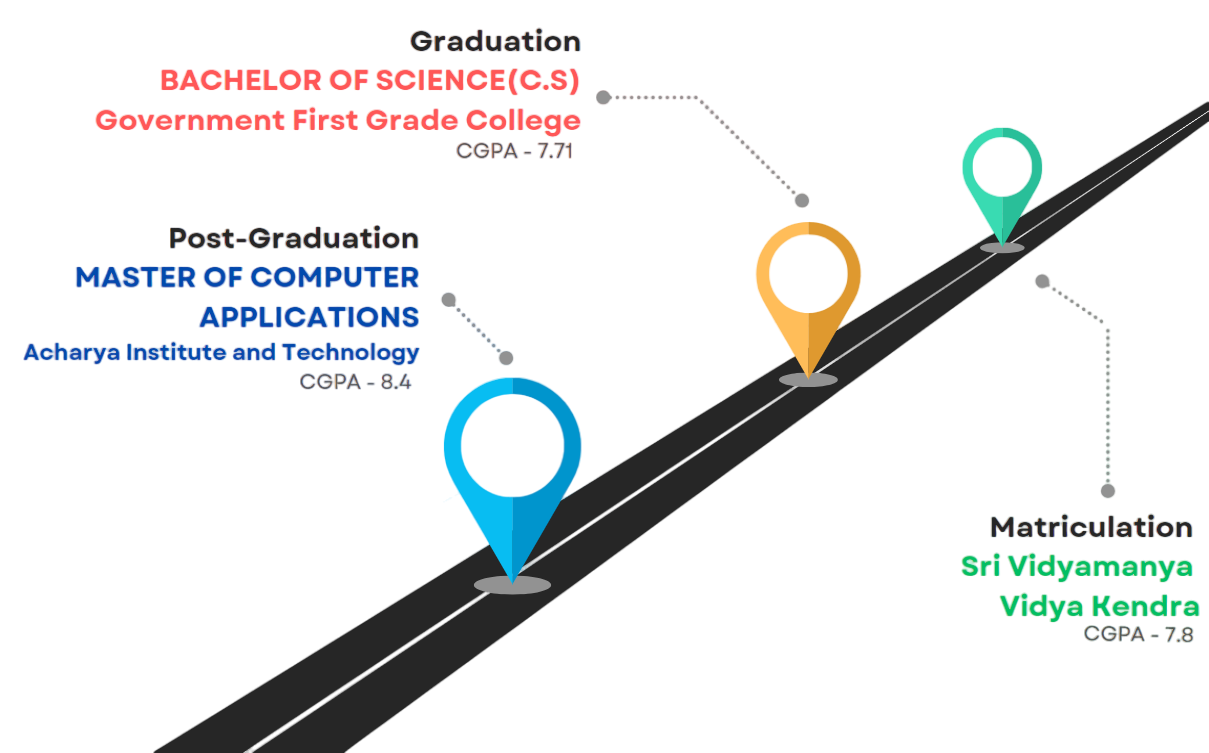 Graduation
BACHELOR OF SCIENCE(C.S)
Government First Grade College
CGPA - 7.71
Post-Graduation
MASTER OF COMPUTER
APPLICATIONS
Acharya Institute and Technology
CGPA - 8.4
Matriculation
Sri Vidyamanya
Vidya Kendra
CGPA - 7.8